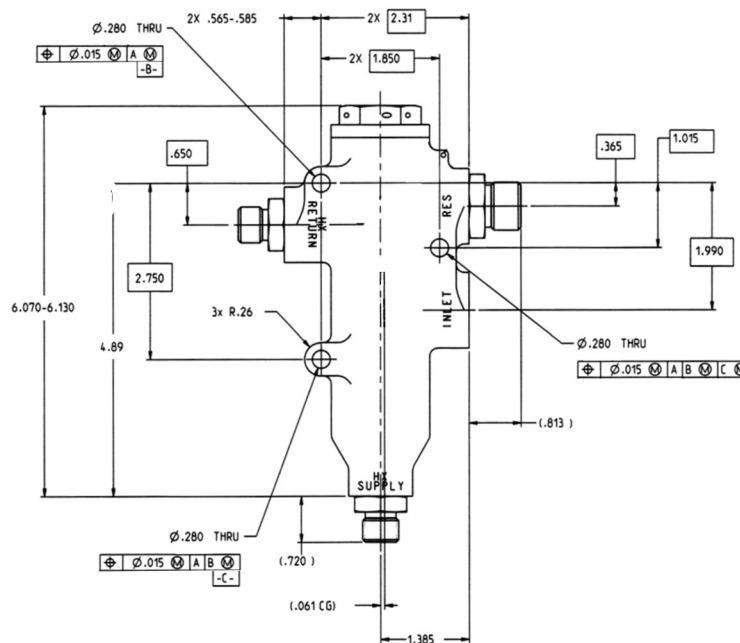 Ø.280 THRU
⌖ Ø.015 Ⓜ A Ⓜ
-B-
2X .565-.585
2X 2.31
2X 1.850
.650
.365
1.015
HX
RETURN
RES
INLET
2.750
1.990
6.070-6.130
4.89
3x R.26
Ø.280 THRU
⌖ Ø.015 Ⓜ A B Ⓜ C Ⓜ
(.813 )
HX
SUPPLY
Ø.280 THRU
⌖ Ø.015 Ⓜ A B Ⓜ
-C-
(.720 )
(.061 CG)
1.385